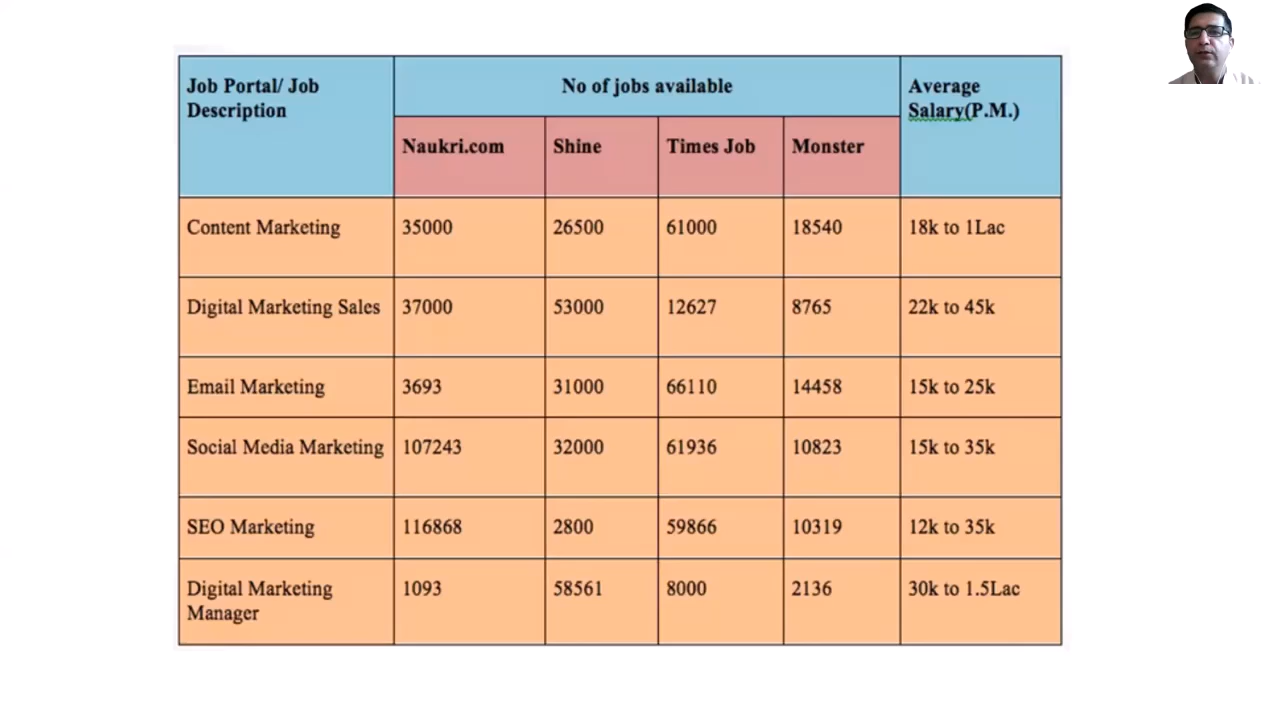 Job Portal/ Job
Description
No of jobs available
Average
Salary(P.M.)
Naukri.com
Shine
Times Job
Monster
Content Marketing
35000
26500
61000
18540
18k to 1Lac
Digital Marketing Sales
37000
53000
12627
8765
22k to 45k
Email Marketing
3693
31000
66110
14458
15k to 25k
Social Media Marketing
107243
32000
61936
10823
15k to 35k
SEO Marketing
116868
2800
59866
10319
12k to 35k
Digital Marketing
Manager
1093
58561
8000
2136
30k to 1.5Lac